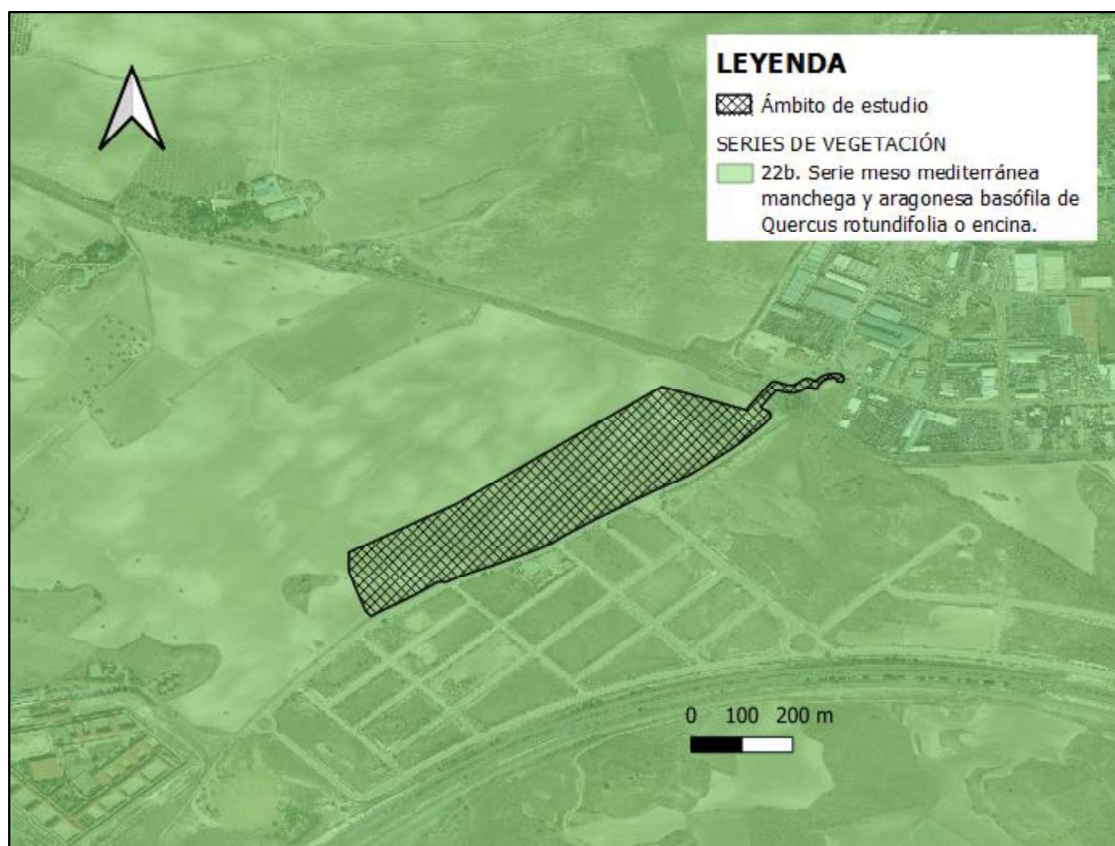 LEYENDA
Ámbito de estudio
SERIES DE VEGETACIÓN
22b. Serie meso mediterránea
manchega y aragonesa basófila de
Quercus rotundifolia o encina.
0 100 200 m